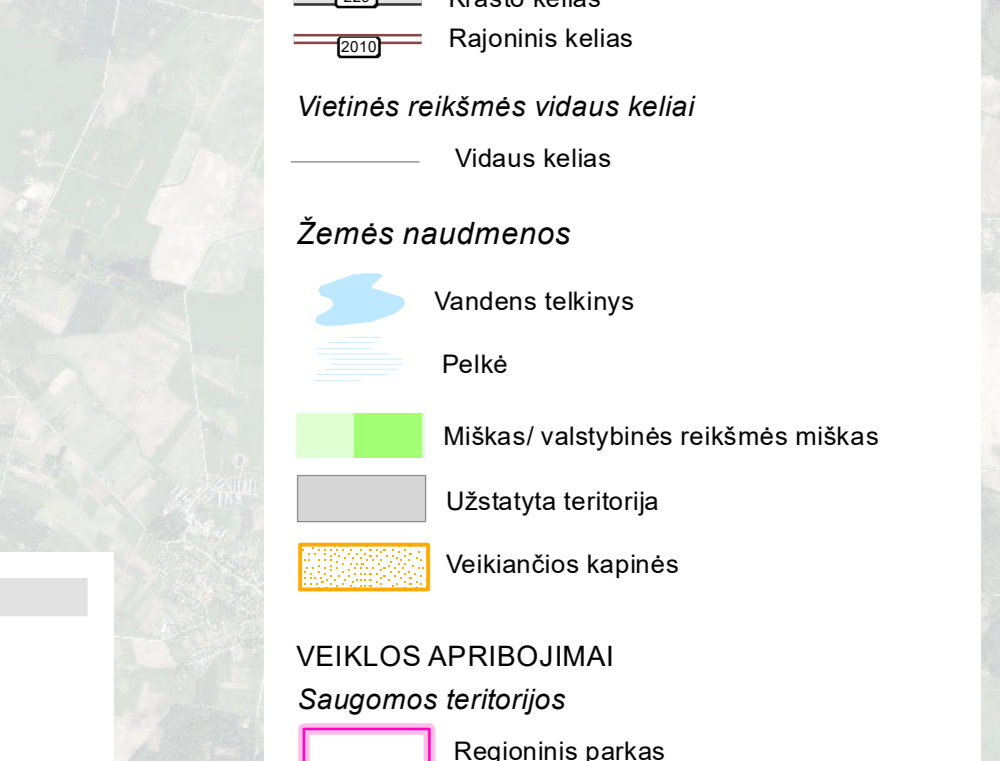 Krašto kelias
2010
Rajoninis kelias
Vietinės reikšmės vidaus keliai
Vidaus kelias
Žemės naudmenos
Vandens telkinys
Pelkė
Miškas/ valstybinės reikšmės miškas
Užstatyta teritorija
Veikiančios kapinės
VEIKLOS APRIBOJIMAI
Saugomos teritorijos
Regioninis parkas